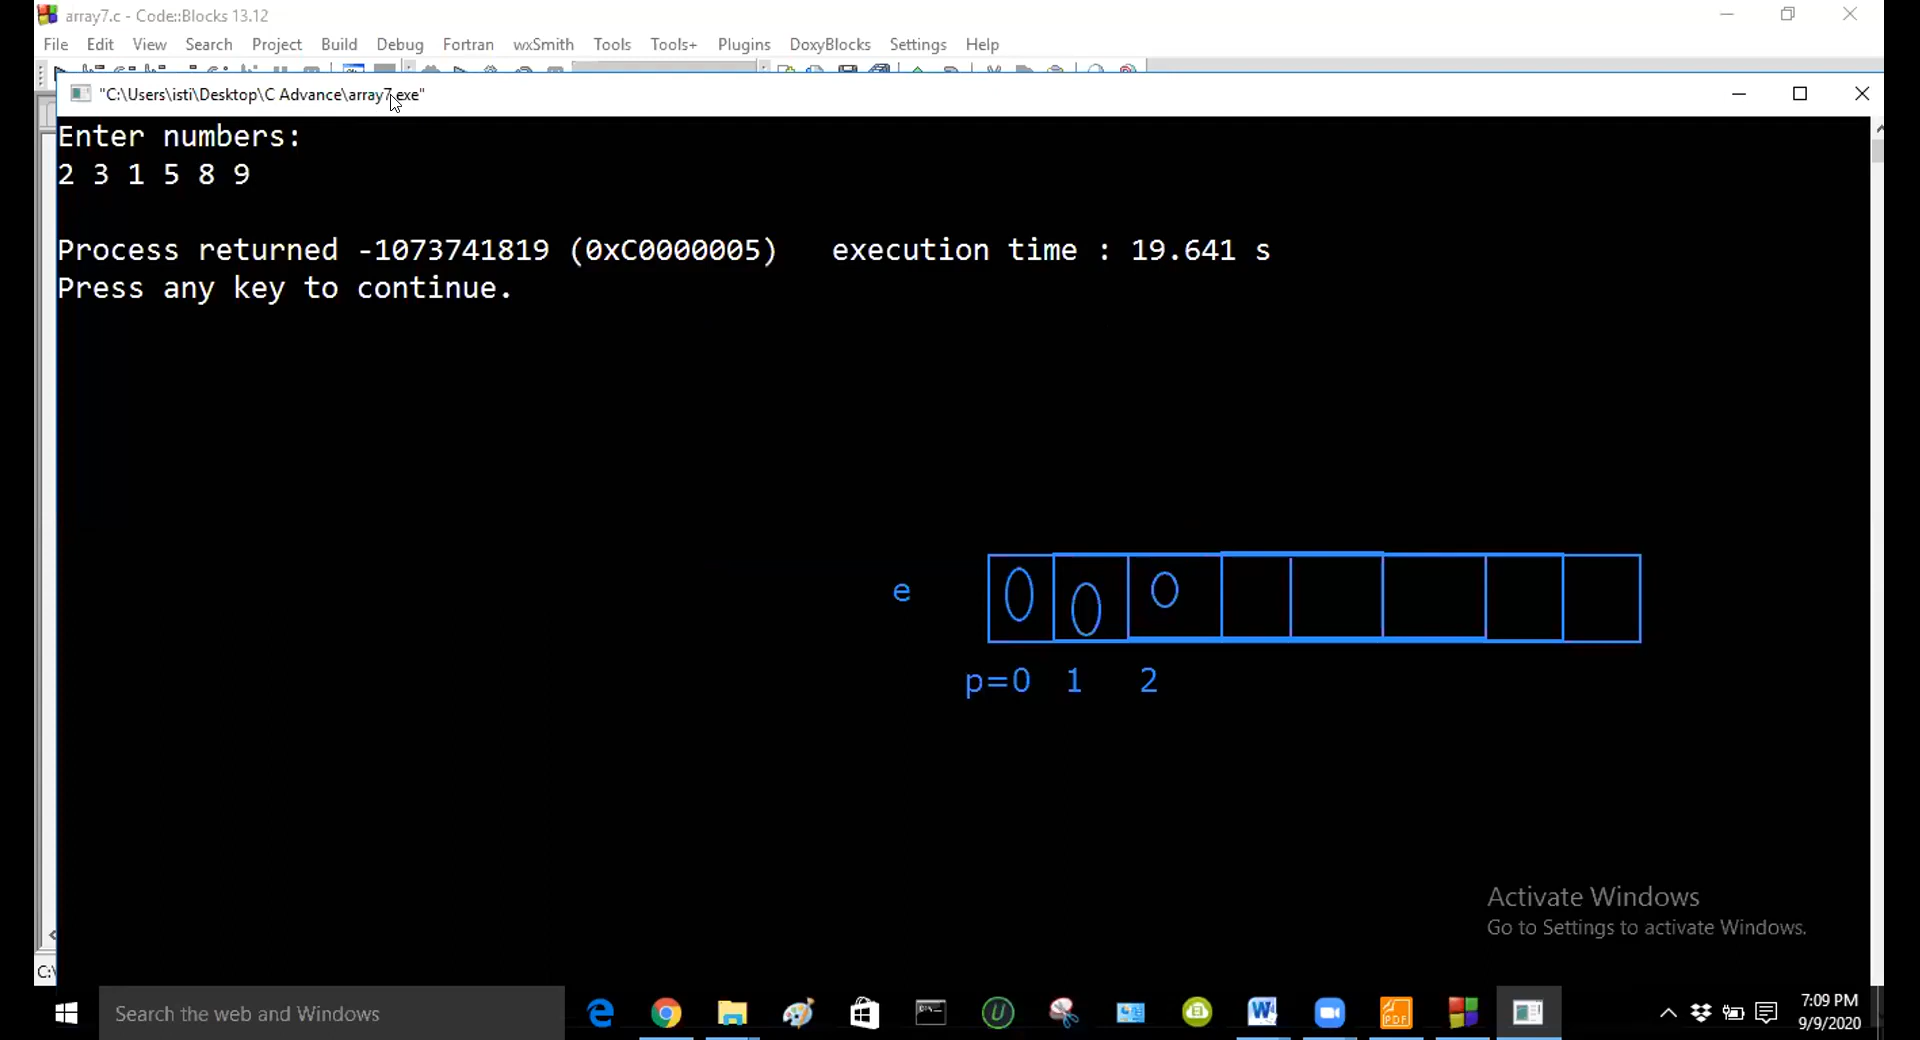 array7.c - Code::Blocks 13.12
File Edit View Search Project Build Debug Fortran wxSmith Tools Tools+ Plugins DoxyBlocks Settings Help
"C:\Users\isti\Desktop\C Advance\array7.exe"
Enter numbers:
2 3 1 5 8 9
Process returned -1073741819 (0xC0000005)   execution time : 19.641 s
Press any key to continue.
e 0 0 0
p=0 1 2
Activate Windows
Go to Settings to activate Windows.
C:\
Search the web and Windows
7:09 PM
9/9/2020